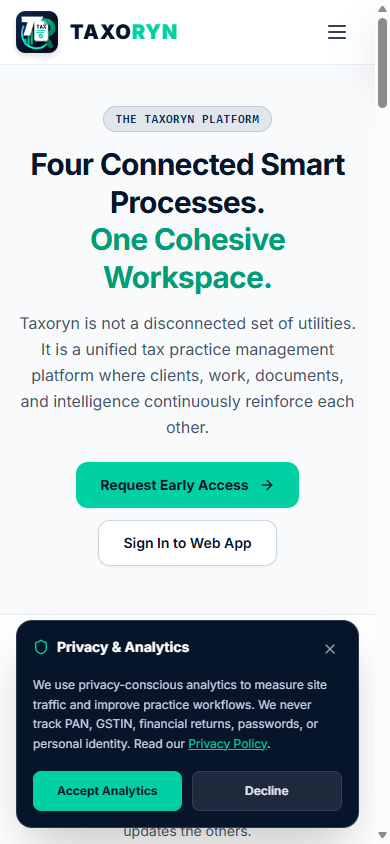 TAX
TAXORYN
THE TAXORYN PLATFORM
Four Connected Smart
Processes.
One Cohesive
Workspace.
Taxoryn is not a disconnected set of utilities.
It is a unified tax practice management
platform where clients, work, documents,
and intelligence continuously reinforce each
other.
Request Early Access →
Sign In to Web App
Privacy & Analytics
We use privacy-conscious analytics to measure site
traffic and improve practice workflows. We never
track PAN, GSTIN, financial returns, passwords, or
personal identity. Read our Privacy Policy.
Accept Analytics
Decline
updates the others.